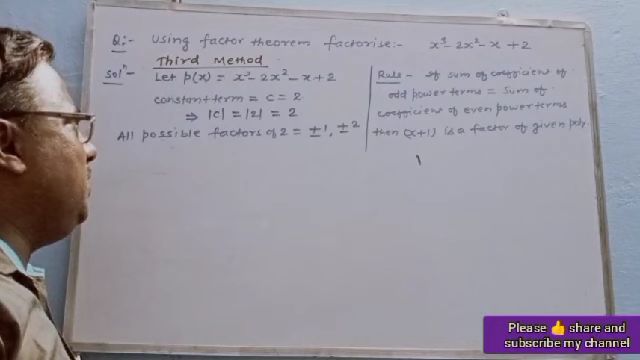 Q:- Using factor theorem factorise:- x³- 2x²- x + 2
Third Method
Solⁿ- Let p(x) = x³- 2x²- x + 2
constant term = c = 2
⇒ |c| = |2| = 2
All possible factors of 2 = ±1, ±2
Rule - If sum of coefficient of
odd power terms = sum of
coefficient of even power terms
then (x+1) is a factor of given poly
Please 👍 share and
subscribe my channel